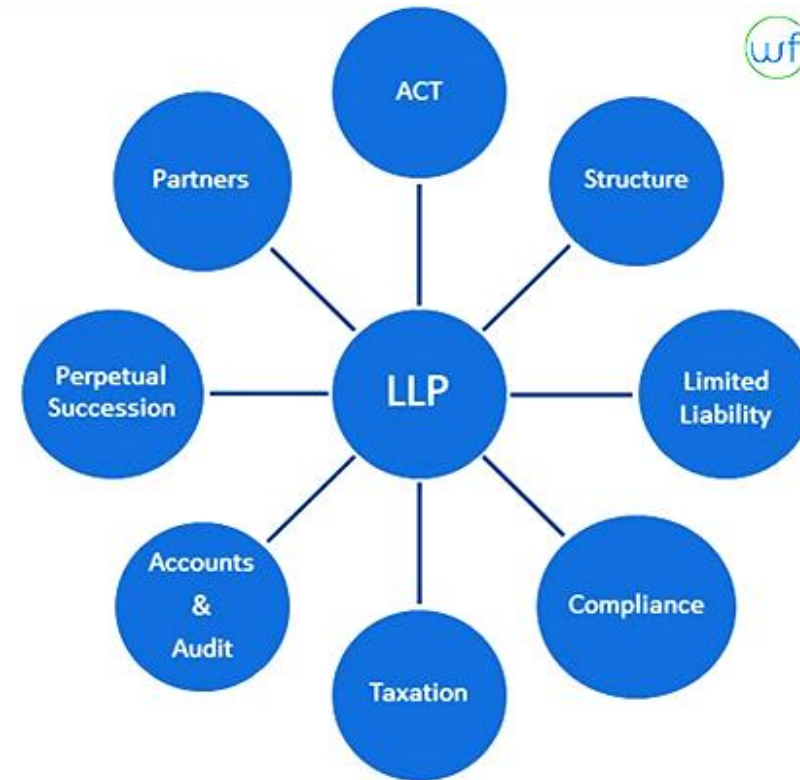 wf
ACT
Partners
Structure
Perpetual
Succession
LLP
Limited
Liability
Accounts
&
Audit
Compliance
Taxation